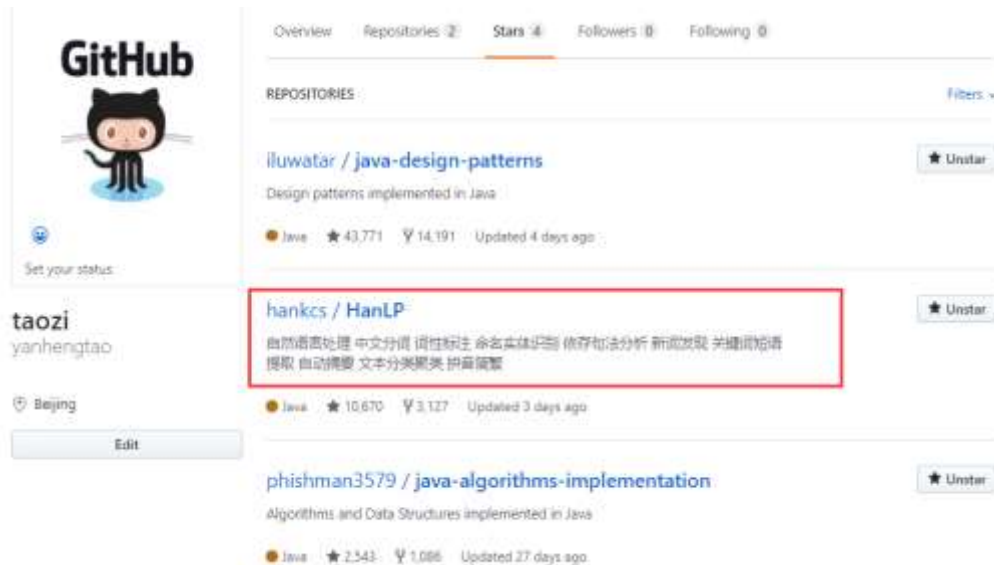 GitHub
Set your status
taozi
yanhengtao
Beijing
Edit
Overview Repositories 2 Stars 4 Followers 0 Following 0
REPOSITORIES Filters
iluwatar / java-design-patterns Unstar
Design patterns implemented in Java
Java 43,771 14,191 Updated 4 days ago
hankcs / HanLP Unstar
自然语言处理 中文分词 词性标注 命名实体识别 依存句法分析 新词发现 关键词短语
提取 自动摘要 文本分类聚类 拼音简繁
Java 10,670 3,127 Updated 3 days ago
phishman3579 / java-algorithms-implementation Unstar
Algorithms and Data Structures implemented in Java
Java 2,543 1,086 Updated 27 days ago